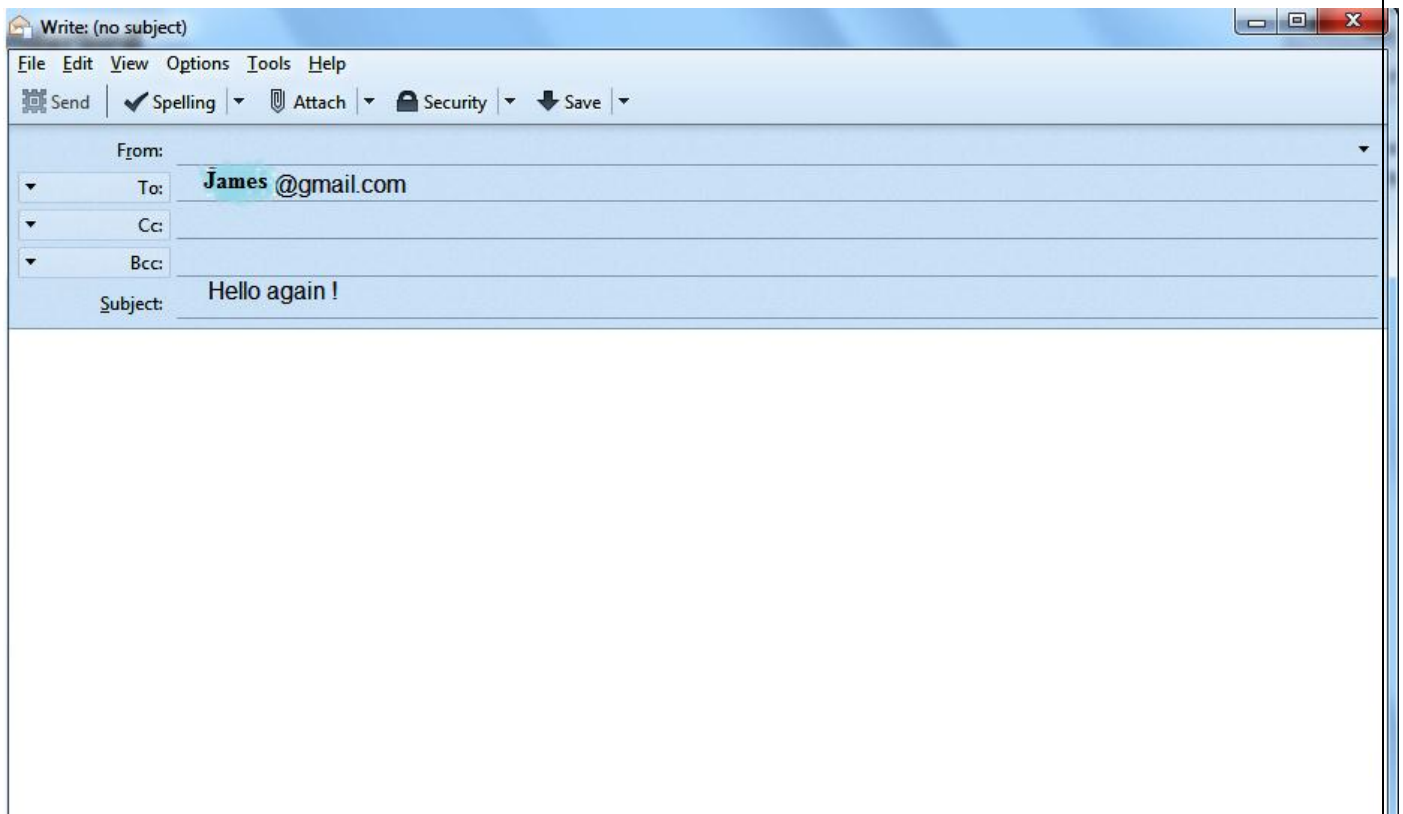 Write: (no subject)
File Edit View Options Tools Help
Send Spelling Attach Security Save
From:
To: James @gmail.com
Cc:
Bcc:
Subject: Hello again !